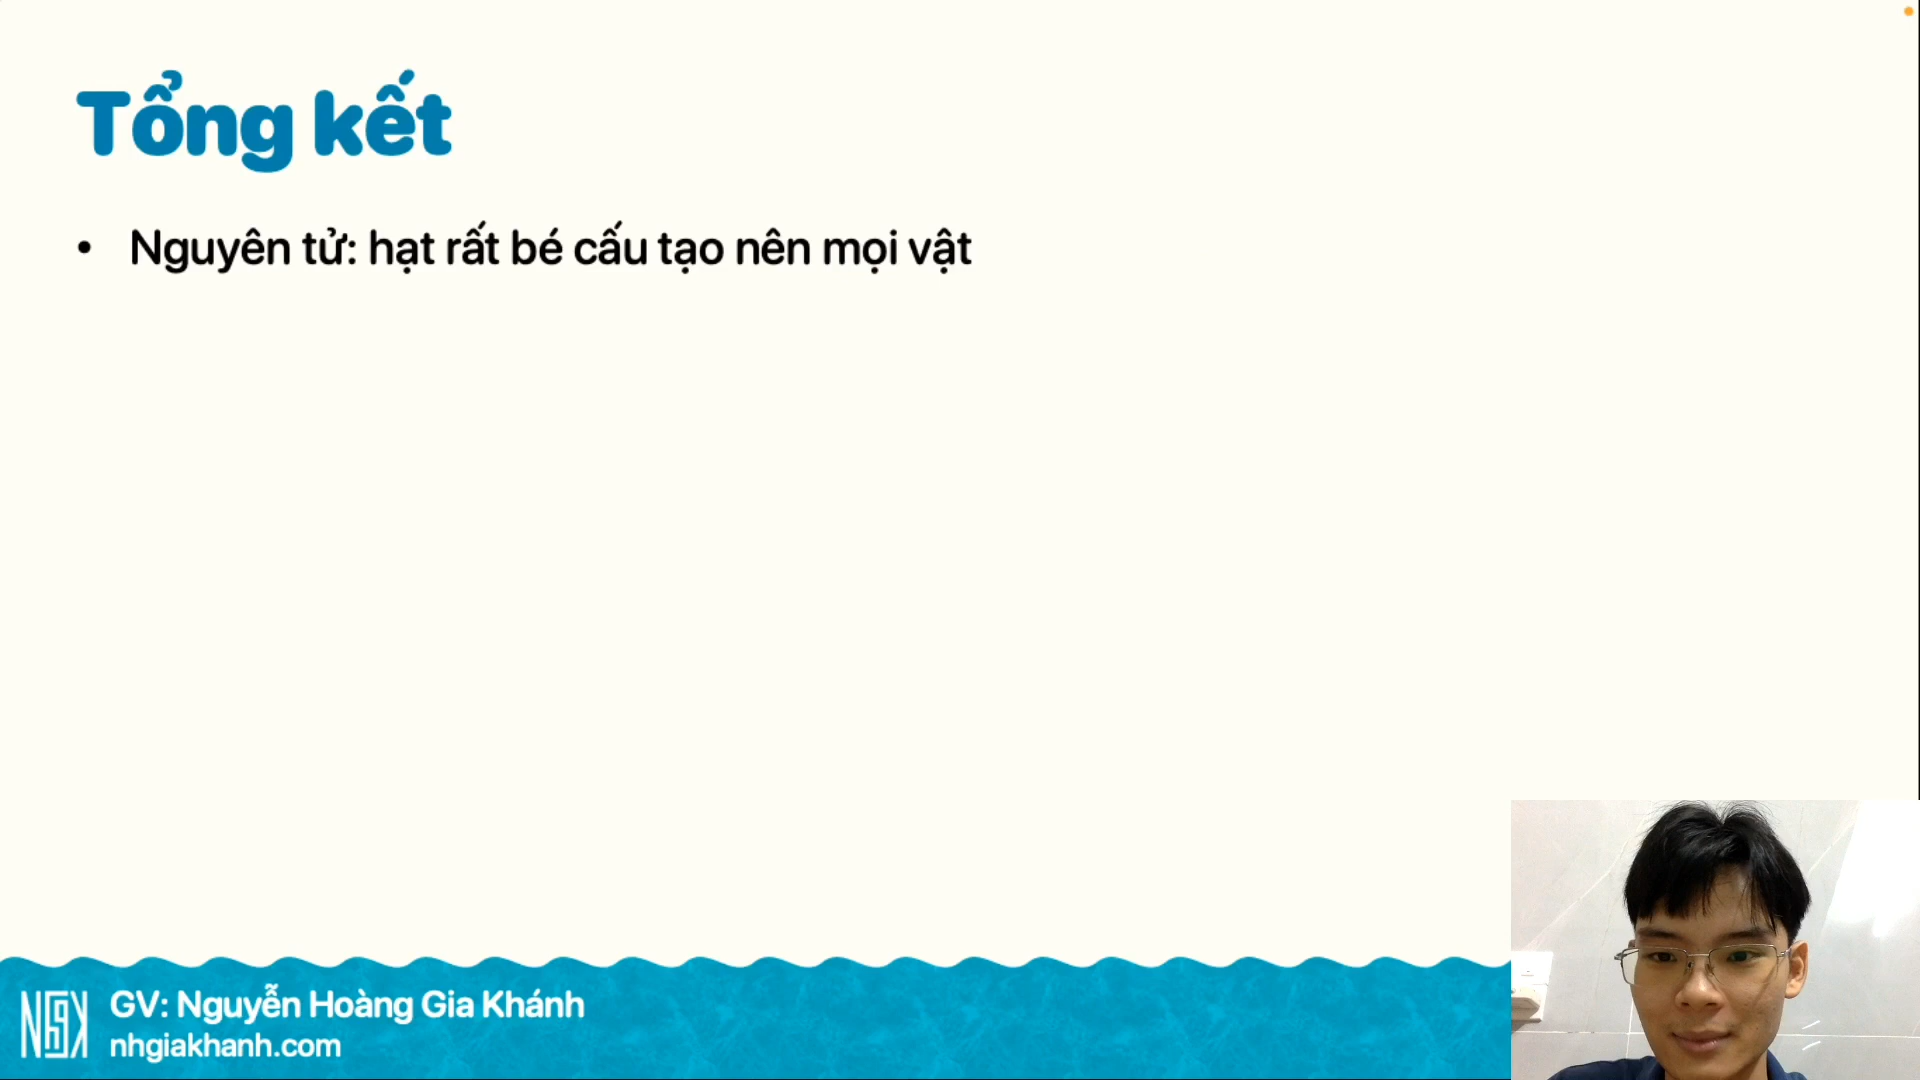 Tổng kết
• Nguyên tử: hạt rất bé cấu tạo nên mọi vật
NGK
GV: Nguyễn Hoàng Gia Khánh
nhgiakhanh.com